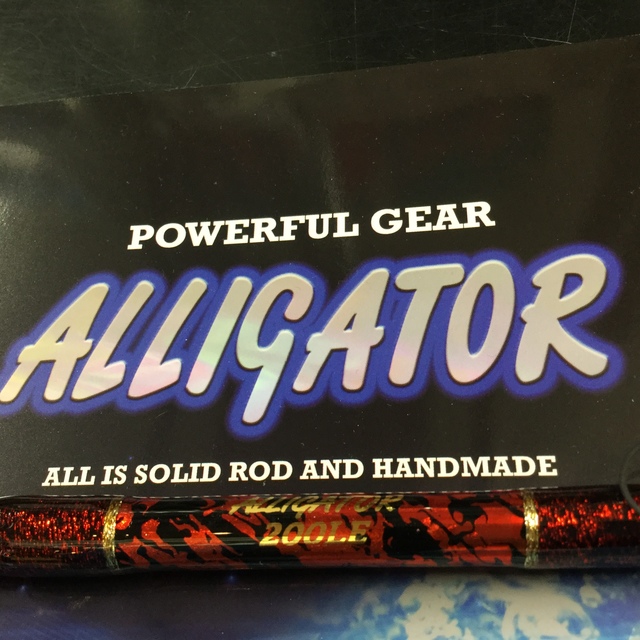 POWERFUL GEAR
ALLIGATOR
ALL IS SOLID ROD AND HANDMADE
ALLIGATOR
200LE